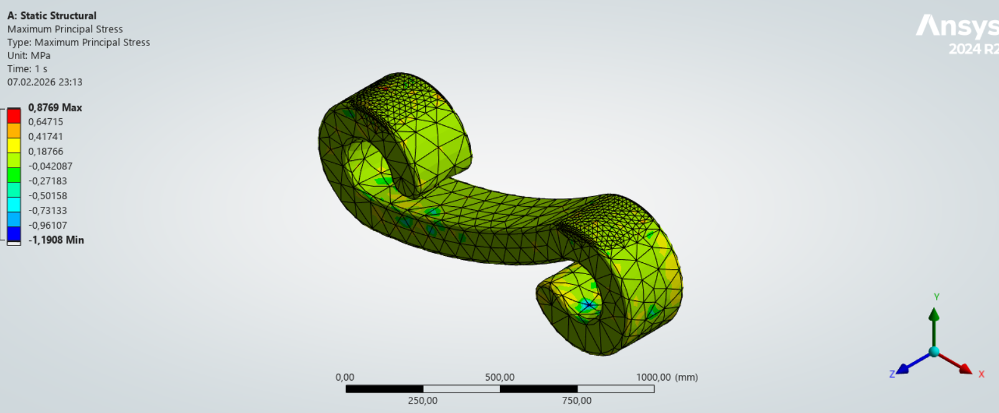 A: Static Structural
Maximum Principal Stress
Type: Maximum Principal Stress
Unit: MPa
Time: 1 s
07.02.2026 23:13
0,8769 Max
0,64715
0,41741
0,18766
-0,042087
-0,27183
-0,50158
-0,73133
-0,96107
-1,1908 Min
Ansys
2024 R2
0,00 500,00 1000,00 (mm)
250,00 750,00
Y
Z
X